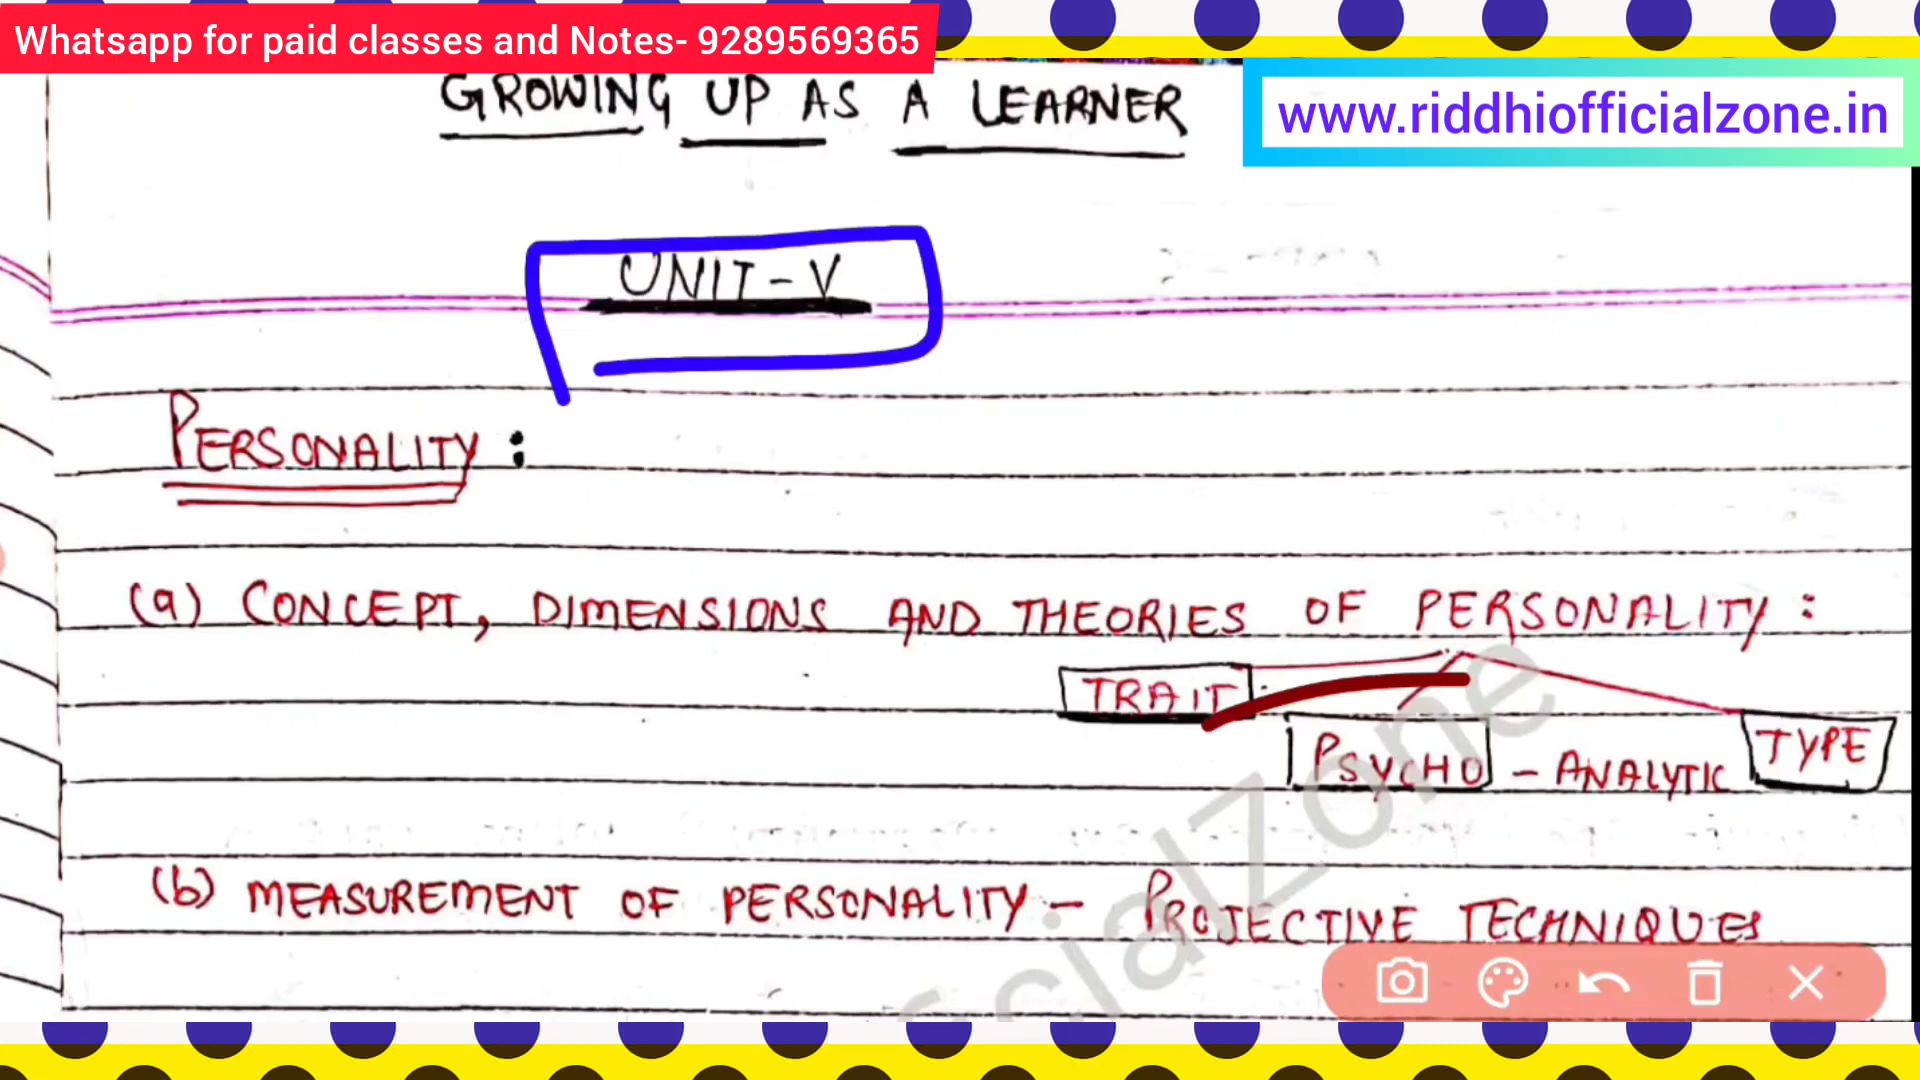 Whatsapp for paid classes and Notes- 9289569365
GROWING UP AS A LEARNER
www.riddhiofficialzone.in
UNIT-V
PERSONALITY :
(a) CONCEPT, DIMENSIONS AND THEORIES OF PERSONALITY :
TRAIT
PSYCHO - ANALYTIC
TYPE
(b) MEASUREMENT OF PERSONALITY - PROJECTIVE TECHNIQUES